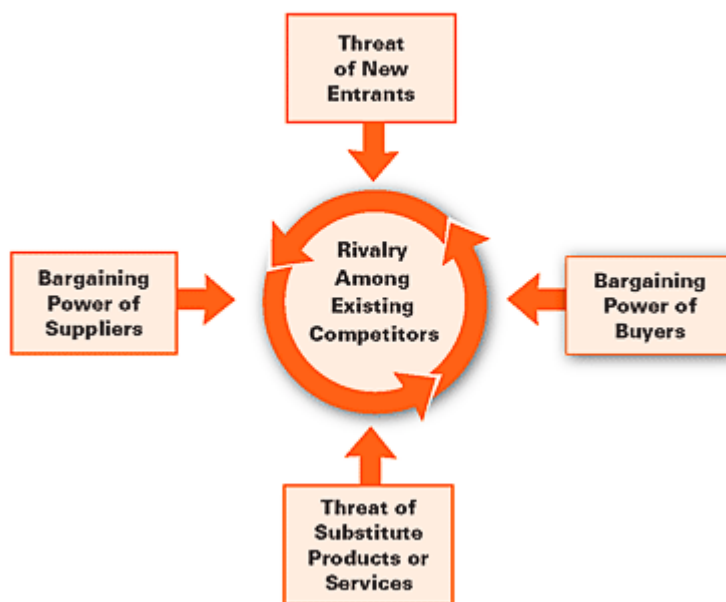 Threat
of New
Entrants
Rivalry
Among
Existing
Competitors
Bargaining
Power of
Suppliers
Bargaining
Power of
Buyers
Threat of
Substitute
Products or
Services